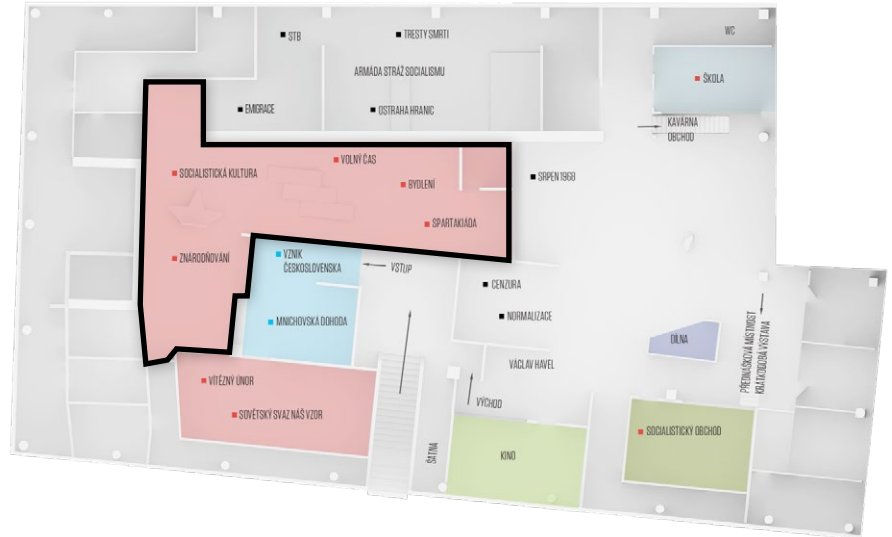 STB
TRESTY SMRTI
WC
ARMÁDA STRÁŽ SOCIALISMU
ŠKOLA
EMIGRACE
OSTRAHA HRANIC
KAVÁRNA
OBCHOD
VOLNÝ ČAS
SOCIALISTICKÁ KULTURA
BYDLENÍ
SRPEN 1968
SPARTAKIÁDA
ZNÁRODŇOVÁNÍ
VZNIK
ČESKOSLOVENSKA
VSTUP
CENZURA
MNICHOVSKÁ DOHODA
NORMALIZACE
DÍLNA
PŘEDNÁŠKOVÁ MÍSTNOST
KRÁTKODOBÁ VÝSTAVA
VÁCLAV HAVEL
VÍTĚZNÝ ÚNOR
VÝCHOD
SOVĚTSKÝ SVAZ NÁŠ VZOR
SOCIALISTICKÝ OBCHOD
ŠATNA
KINO